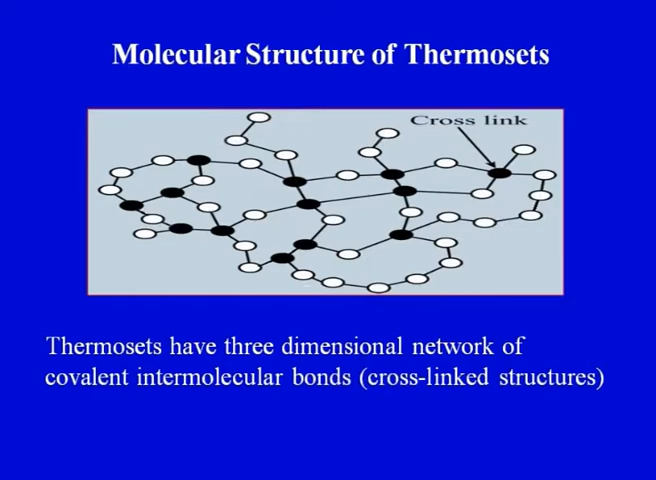 Molecular Structure of Thermosets
Cross link
Thermosets have three dimensional network of
covalent intermolecular bonds (cross-linked structures)